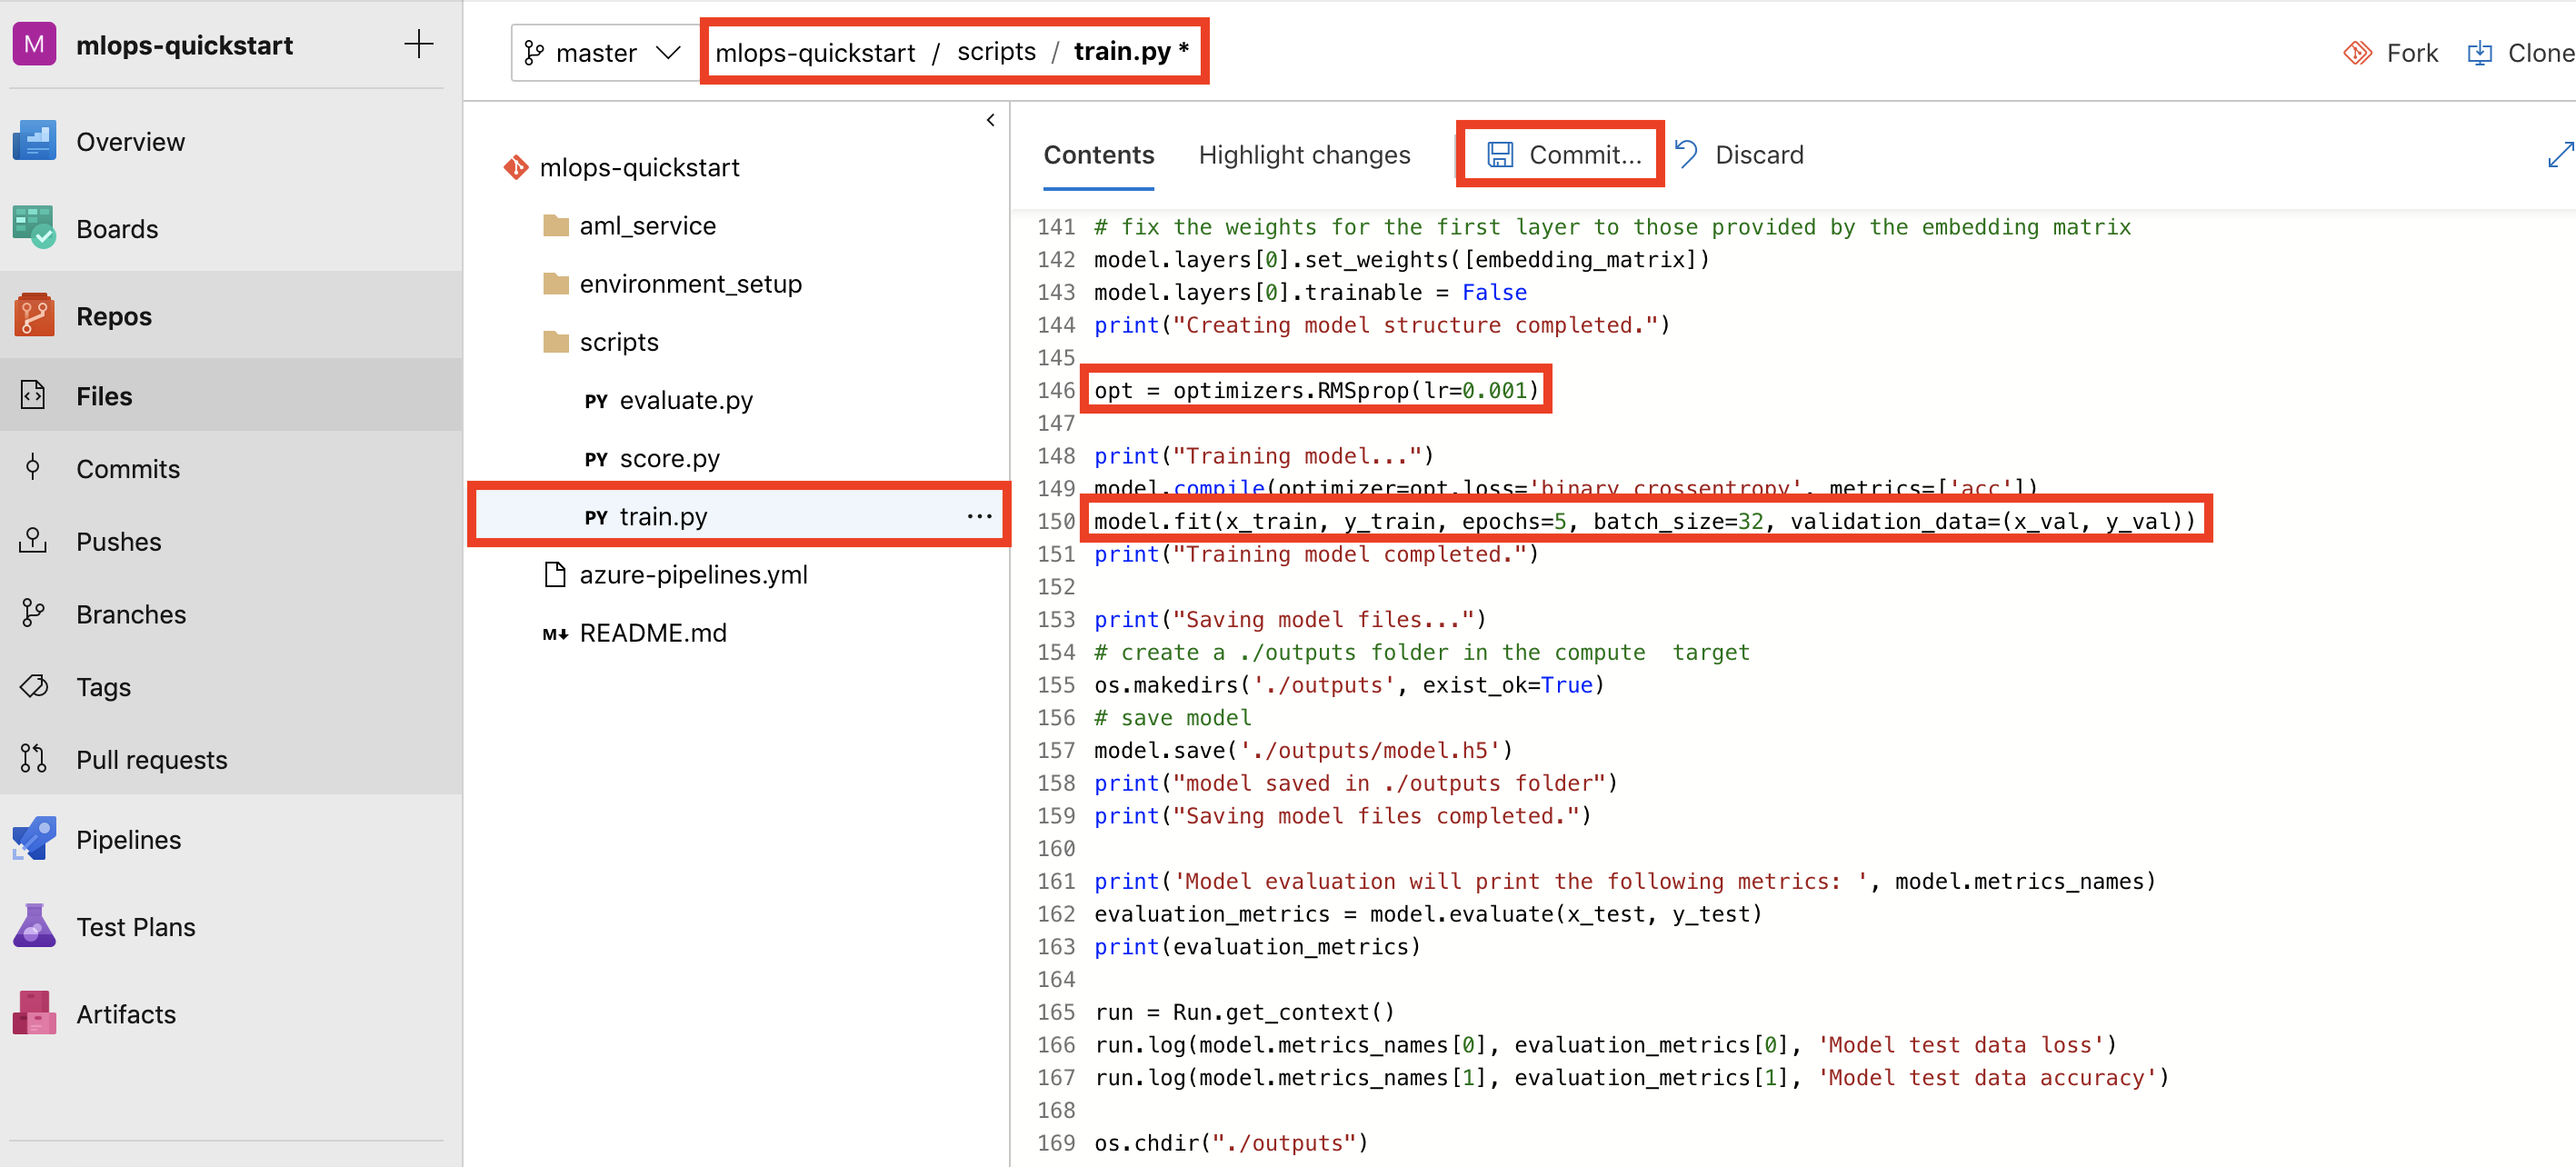 M mlops-quickstart
Overview
Boards
Repos
Files
Commits
Pushes
Branches
Tags
Pull requests
Pipelines
Test Plans
Artifacts
master mlops-quickstart / scripts / train.py * Fork Clone
mlops-quickstart
aml_service
environment_setup
scripts
PY evaluate.py
PY score.py
PY train.py ...
azure-pipelines.yml
M↓ README.md
Contents Highlight changes Commit... Discard
141 # fix the weights for the first layer to those provided by the embedding matrix
142 model.layers[0].set_weights([embedding_matrix])
143 model.layers[0].trainable = False
144 print("Creating model structure completed.")
145
146 opt = optimizers.RMSprop(lr=0.001)
147
148 print("Training model...")
149 model.compile(optimizer=opt,loss='binary_crossentropy', metrics=['acc'])
150 model.fit(x_train, y_train, epochs=5, batch_size=32, validation_data=(x_val, y_val))
151 print("Training model completed.")
152
153 print("Saving model files...")
154 # create a ./outputs folder in the compute  target
155 os.makedirs('./outputs', exist_ok=True)
156 # save model
157 model.save('./outputs/model.h5')
158 print("model saved in ./outputs folder")
159 print("Saving model files completed.")
160
161 print('Model evaluation will print the following metrics: ', model.metrics_names)
162 evaluation_metrics = model.evaluate(x_test, y_test)
163 print(evaluation_metrics)
164
165 run = Run.get_context()
166 run.log(model.metrics_names[0], evaluation_metrics[0], 'Model test data loss')
167 run.log(model.metrics_names[1], evaluation_metrics[1], 'Model test data accuracy')
168
169 os.chdir("./outputs")